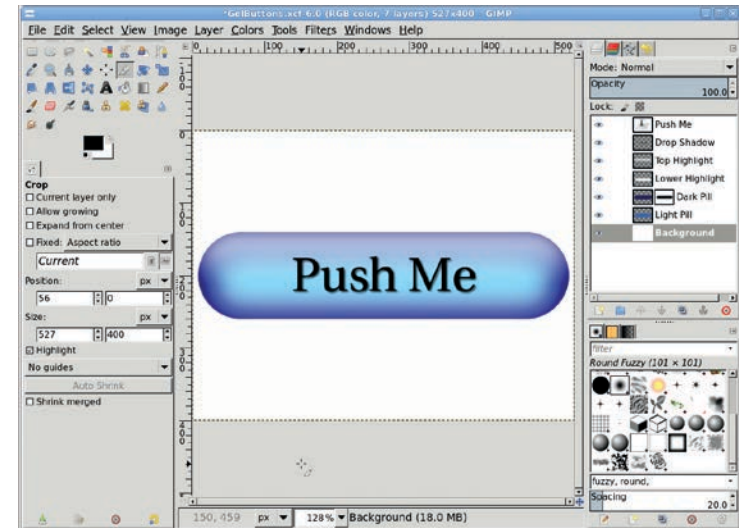 *GelButtons.xcf-6.0 (RGB color, 7 layers) 527x400 – GIMP
File Edit Select View Image Layer Colors Tools Filters Windows Help
0 100 200 300 400 500
Mode: Normal
Opacity
100.0
Lock:
Push Me
Drop Shadow
Top Highlight
Lower Highlight
Dark Pill
Light Pill
Background
Crop
Current layer only
Allow growing
Expand from center
Fixed: Aspect ratio
Current
Position: px
56 0
Size: px
527 400
Highlight
No guides
Auto Shrink
Shrink merged
Push Me
filter
Round Fuzzy (101 × 101)
fuzzy, round,
Spacing
20.0
150, 459 px 128% Background (18.0 MB)